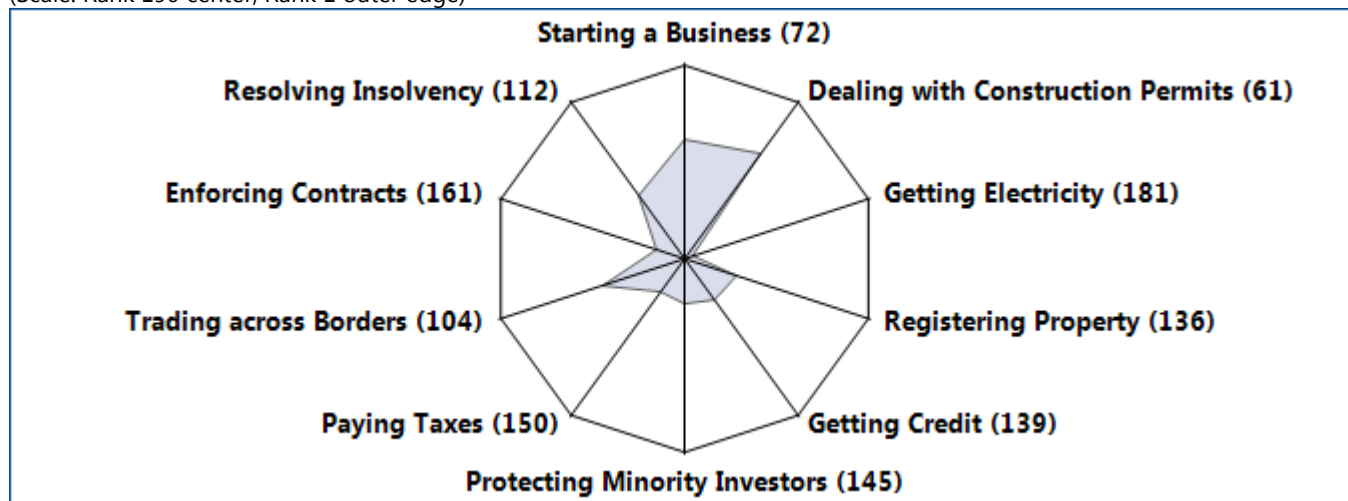 Starting a Business (72)
Resolving Insolvency (112)
Dealing with Construction Permits (61)
Enforcing Contracts (161)
Getting Electricity (181)
Trading across Borders (104)
Registering Property (136)
Paying Taxes (150)
Getting Credit (139)
Protecting Minority Investors (145)